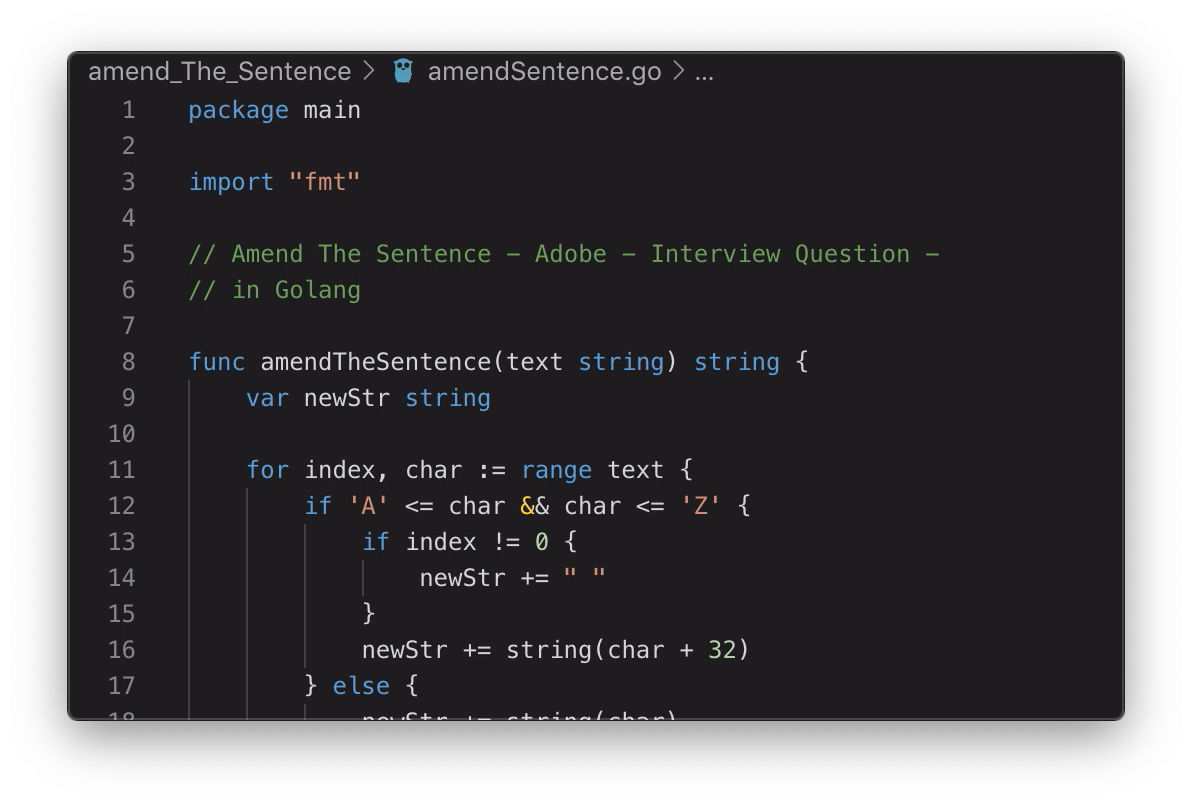 amend_The_Sentence > amendSentence.go > ...
1 package main
2
3 import "fmt"
4
5 // Amend The Sentence – Adobe – Interview Question –
6 // in Golang
7
8 func amendTheSentence(text string) string {
9     var newStr string
10
11     for index, char := range text {
12         if 'A' <= char && char <= 'Z' {
13             if index != 0 {
14                 newStr += " "
15             }
16             newStr += string(char + 32)
17         } else {
18             newStr += string(char)